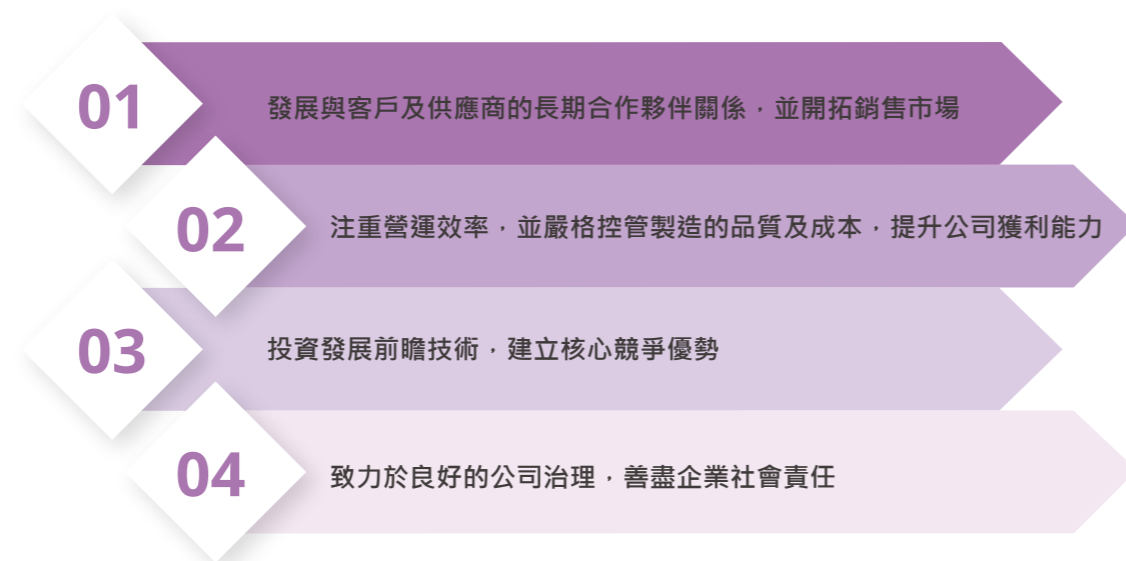 01
發展與客戶及供應商的長期合作夥伴關係，並開拓銷售市場
02
注重營運效率，並嚴格控管製造的品質及成本，提升公司獲利能力
03
投資發展前瞻技術，建立核心競爭優勢
04
致力於良好的公司治理，善盡企業社會責任